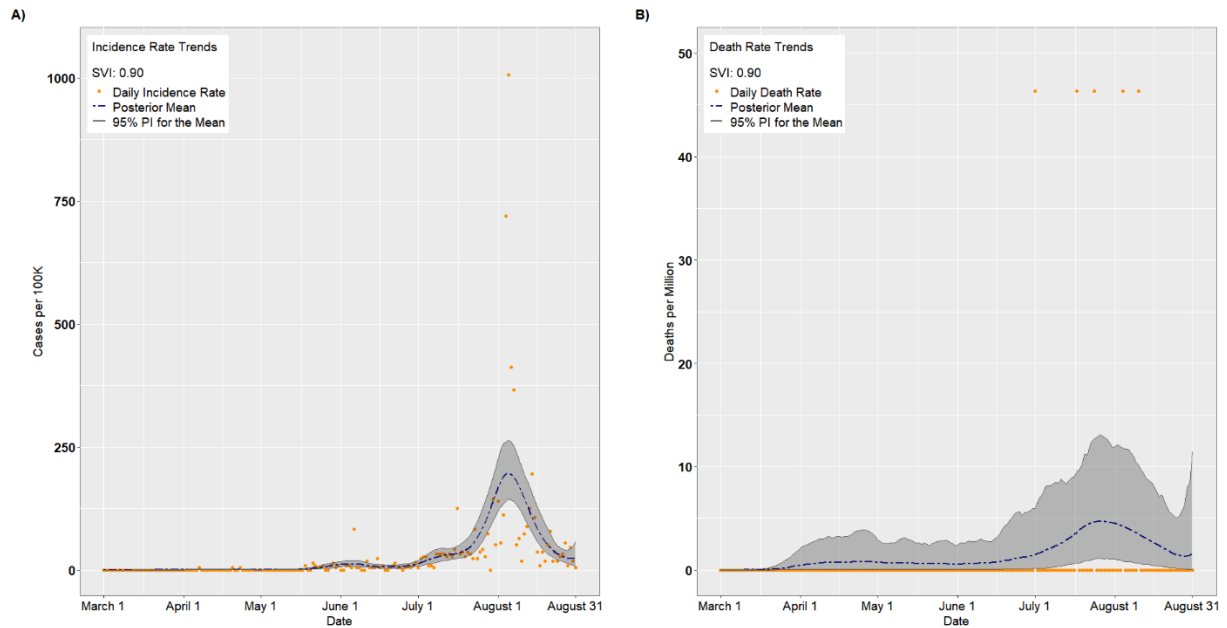 A)
Incidence Rate Trends
SVI: 0.90
Daily Incidence Rate
Posterior Mean
95% PI for the Mean
Cases per 100K
1000
750
500
250
0
March 1 April 1 May 1 June 1 July 1 August 1 August 31
Date
B)
Death Rate Trends
SVI: 0.90
Daily Death Rate
Posterior Mean
95% PI for the Mean
Deaths per Million
50
40
30
20
10
0
March 1 April 1 May 1 June 1 July 1 August 1 August 31
Date